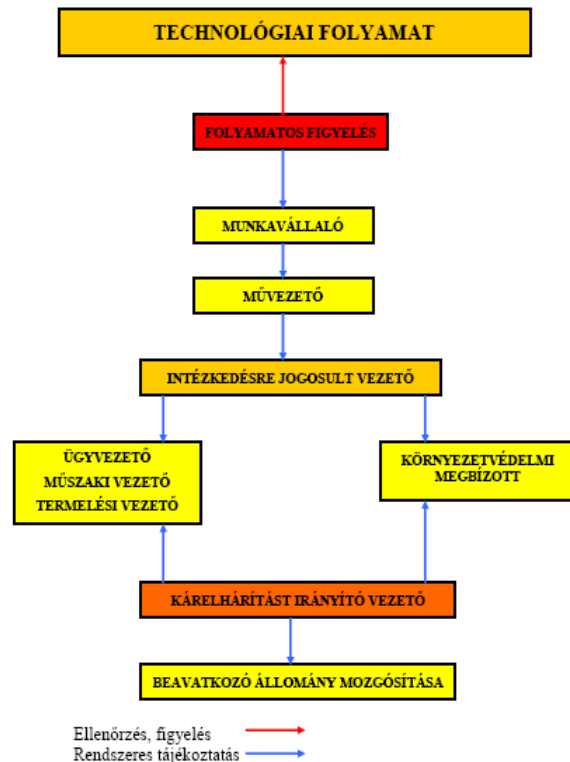 TECHNOLÓGIAI FOLYAMAT
FOLYAMATOS FIGYELÉS
MUNKAVÁLLALÓ
MŰVEZETŐ
INTÉZKEDÉSRE JOGOSULT VEZETŐ
ÜGYVEZETŐ
MŰSZAKI VEZETŐ
TERMELÉSI VEZETŐ
KÖRNYEZETVÉDELMI
MEGBÍZOTT
KÁRELHÁRÍTÁST IRÁNYÍTÓ VEZETŐ
BEAVATKOZÓ ÁLLOMÁNY MOZGÓSÍTÁSA
Ellenőrzés, figyelés
Rendszeres tájékoztatás